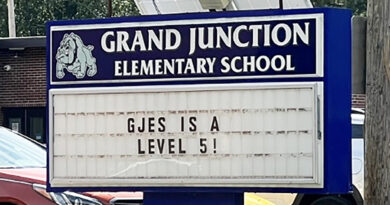 GRAND JUNCTION
ELEMENTARY SCHOOL
GJES IS A
LEVEL 5!